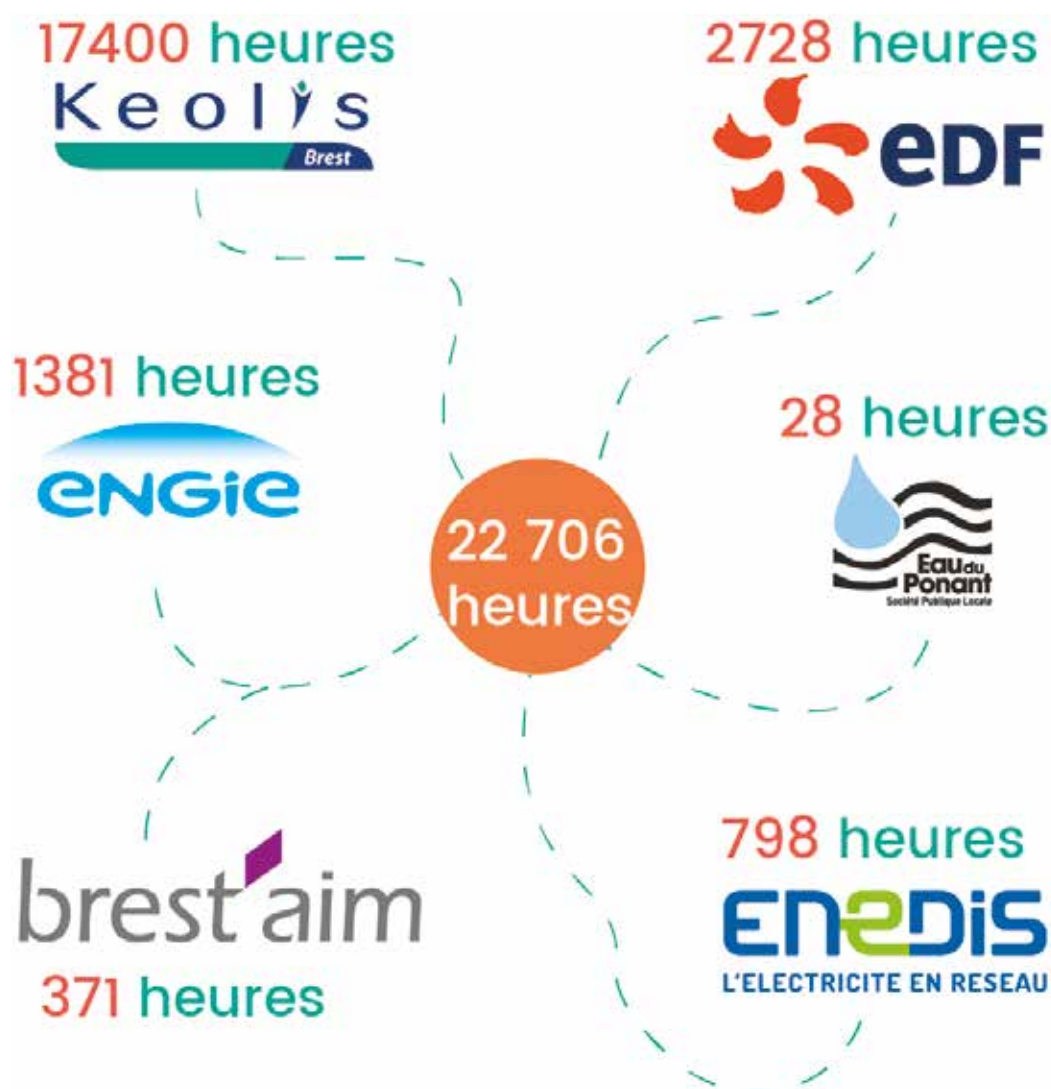 17400 heures
Keolis
Brest
2728 heures
eDF
1381 heures
ENGIE
28 heures
Eau du
Ponant
Société Publique Locale
22 706
heures
brest'aim
371 heures
798 heures
ENEDIS
L'ELECTRICITE EN RESEAU